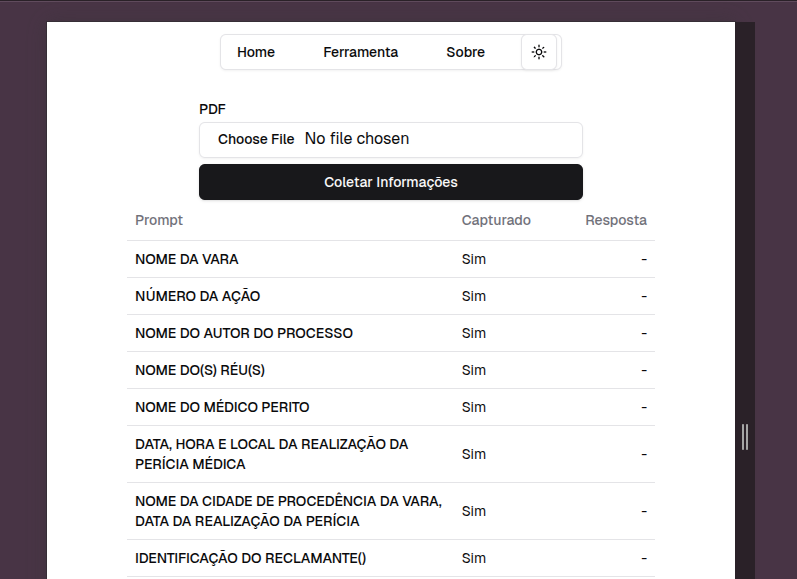 Home Ferramenta Sobre
PDF
Choose File No file chosen
Coletar Informações
Prompt Capturado Resposta
NOME DA VARA Sim -
NÚMERO DA AÇÃO Sim -
NOME DO AUTOR DO PROCESSO Sim -
NOME DO(S) RÉU(S) Sim -
NOME DO MÉDICO PERITO Sim -
DATA, HORA E LOCAL DA REALIZAÇÃO DA
PERÍCIA MÉDICA Sim -
NOME DA CIDADE DE PROCEDÊNCIA DA VARA,
DATA DA REALIZAÇÃO DA PERÍCIA Sim -
IDENTIFICAÇÃO DO RECLAMANTE() Sim -